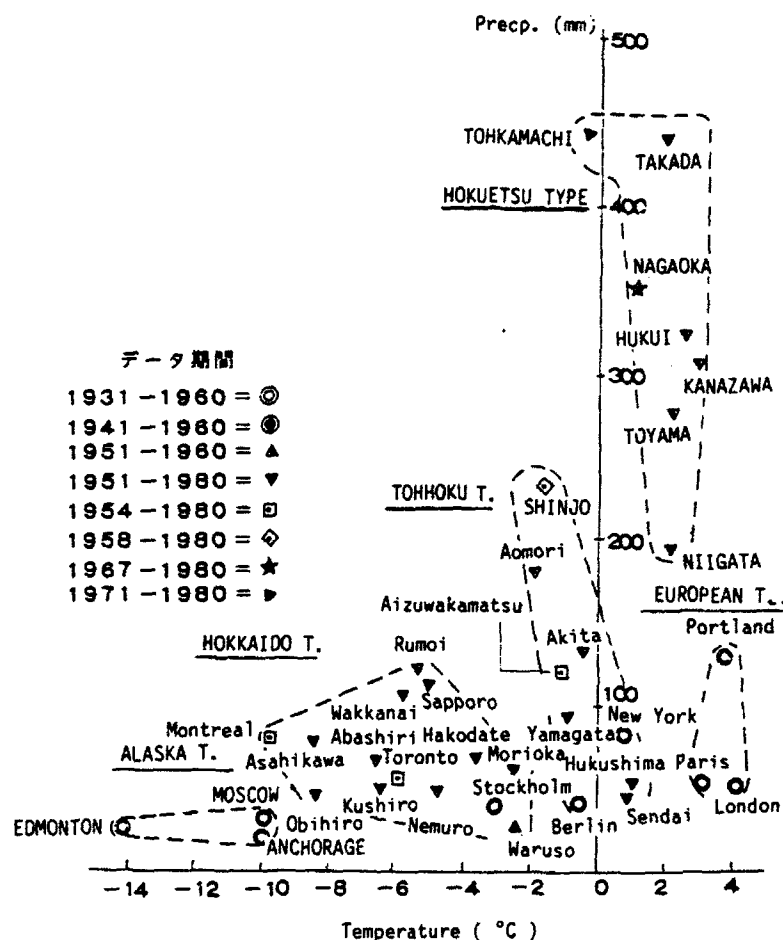 Precp. (mm)
500
TOHKAMACHI
TAKADA
HOKUETSU TYPE
400
NAGAOKA
データ期間
HUKUI
1931-1960=
300
KANAZAWA
1941-1960=
TOYAMA
1951-1960=
1951-1980=
TOHHOKU T.
1954-1980=
SHINJO
1958-1980=
200
Aomori
NIIGATA
1967-1980=
1971-1980=
EUROPEAN T.
Aizuwakamatsu
Portland
HOKKAIDO T.
Rumoi
Akita
Sapporo
100
Wakkanai
New York
Montreal
Abashiri
Hakodate
Yamagata
ALASKA T.
Asahikawa
Toronto
Morioka
Hukushima
Paris
MOSCOW
Kushiro
Stockholm
Sendai
London
EDMONTON
Obihiro
Nemuro
Berlin
ANCHORAGE
Waruso
-14 -12 -10 -8 -6 -4 -2 0 2 4
Temperature ( °C )